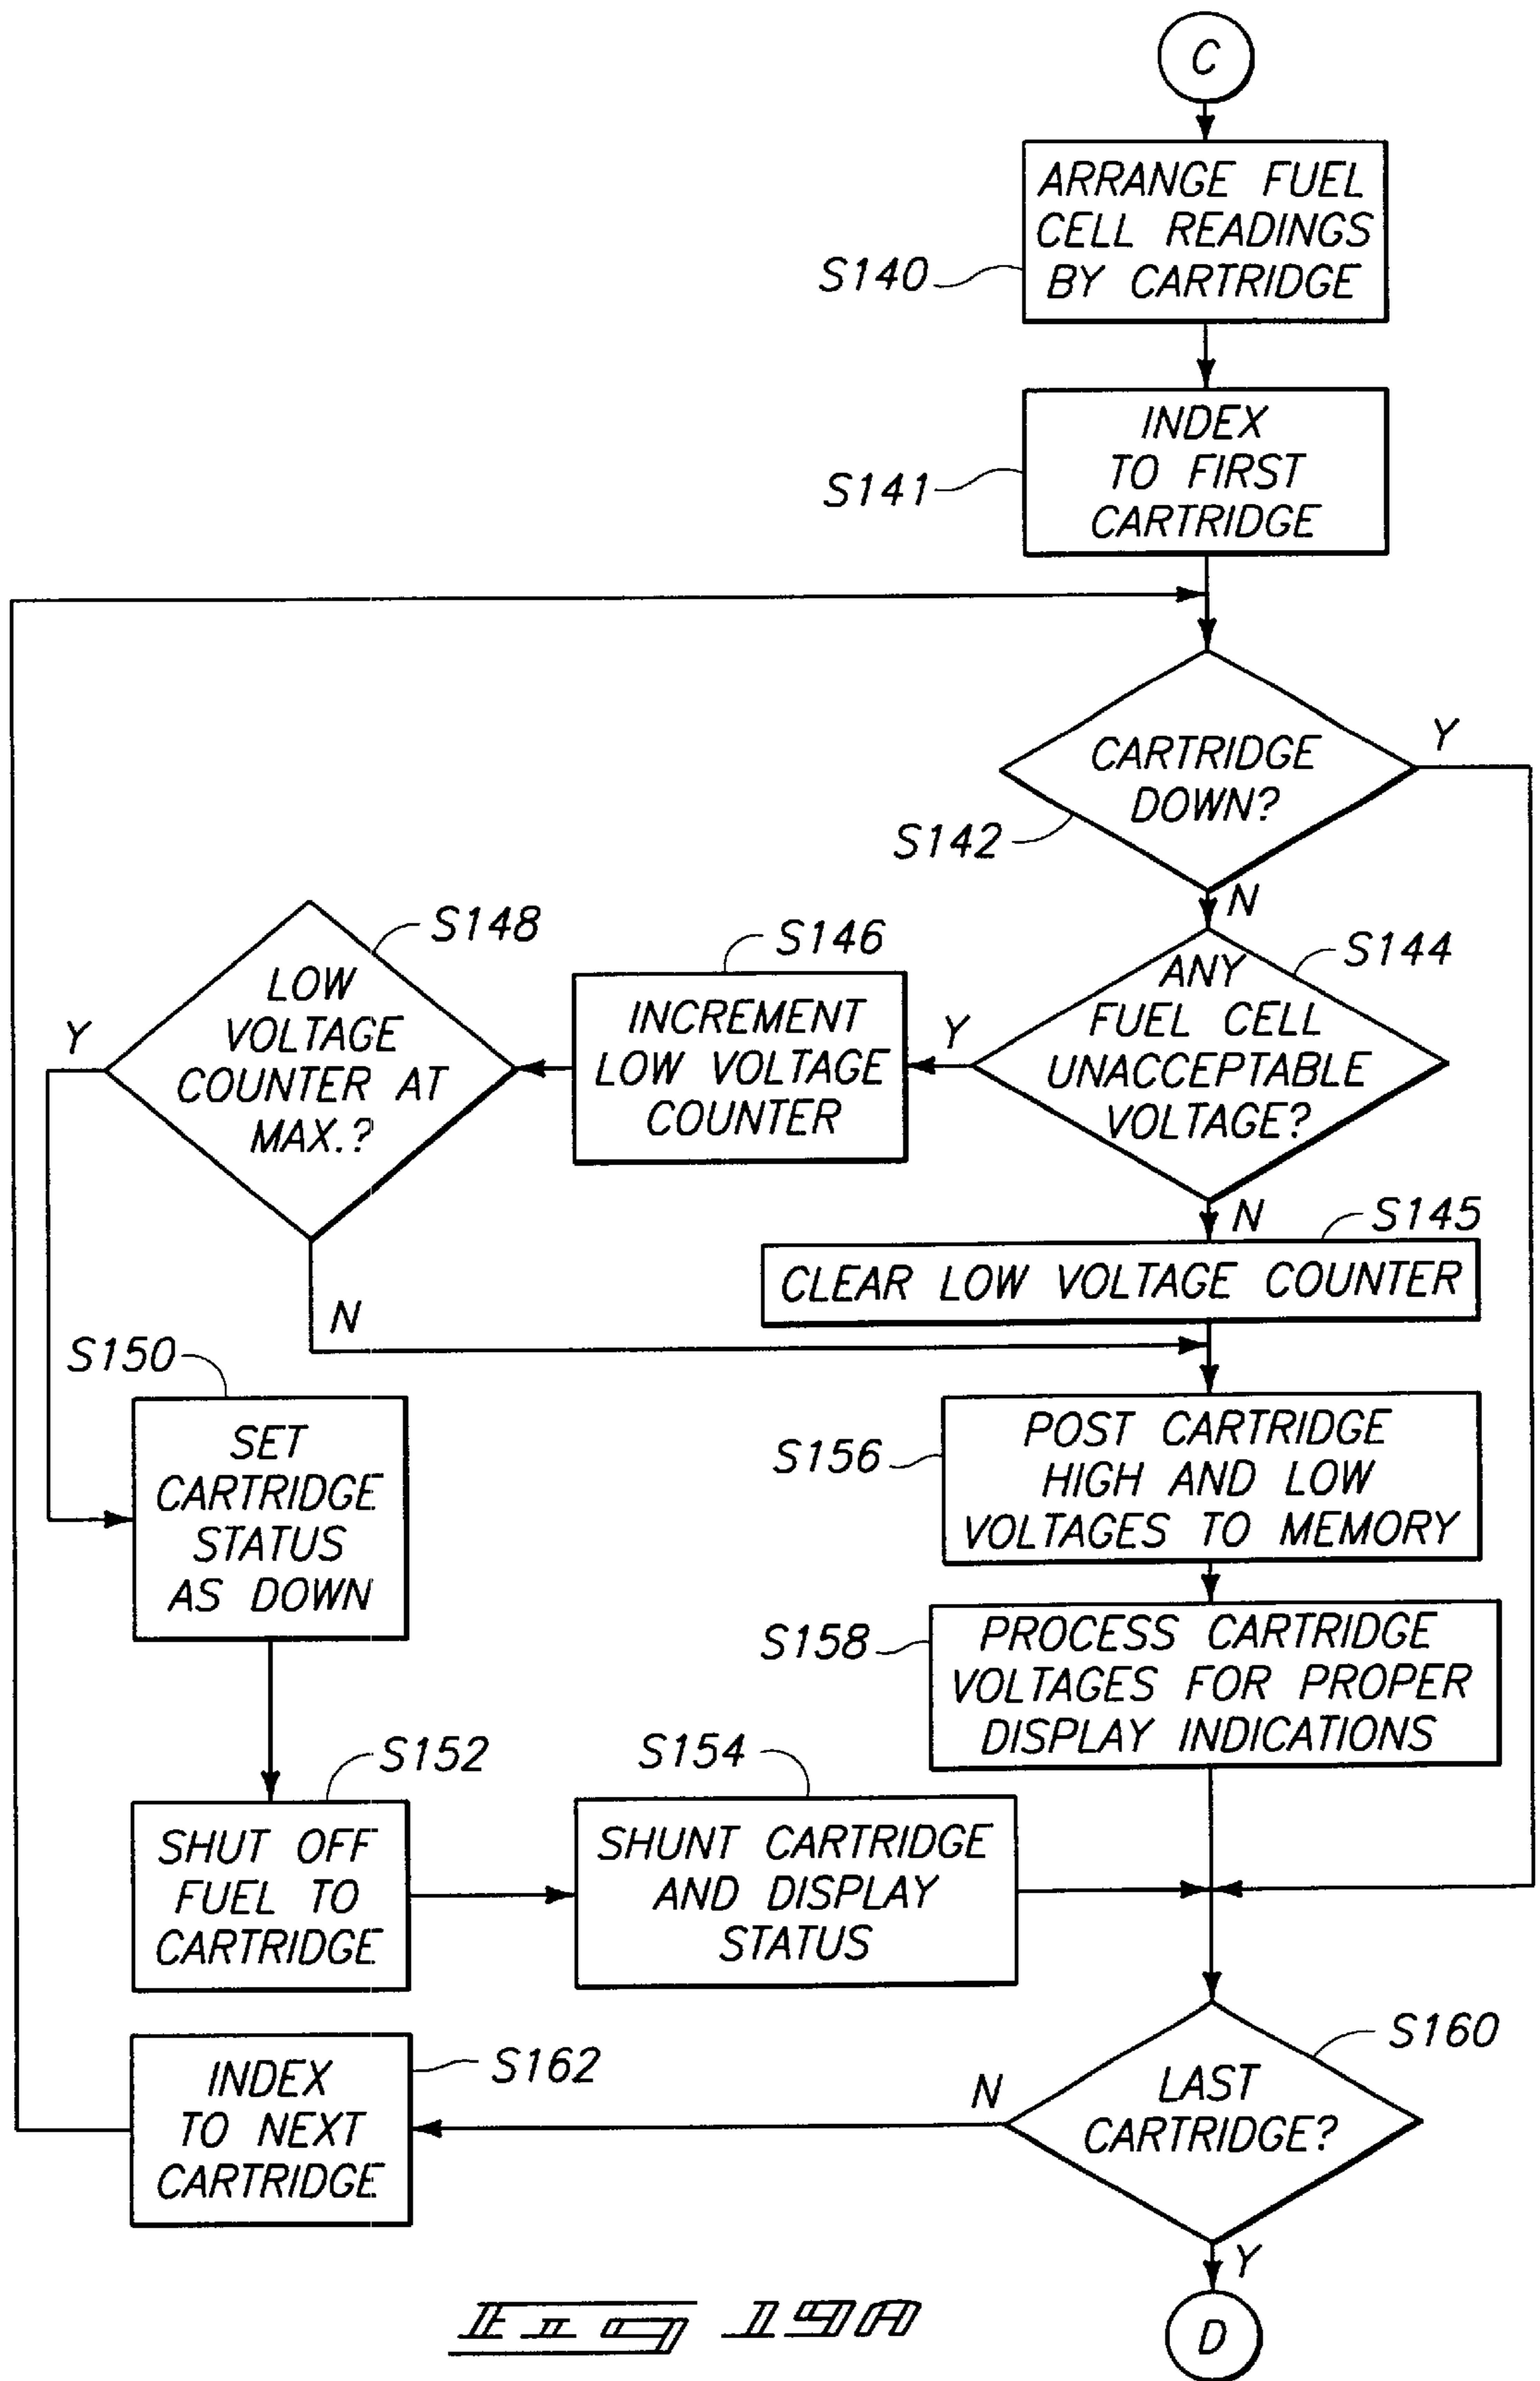 C
ARRANGE FUEL
CELL READINGS
BY CARTRIDGE
S140
INDEX
TO FIRST
CARTRIDGE
S141
CARTRIDGE
DOWN?
Y
S142
N
ANY
FUEL CELL
UNACCEPTABLE
VOLTAGE?
S144
Y
S146
INCREMENT
LOW VOLTAGE
COUNTER
S148
LOW
VOLTAGE
COUNTER AT
MAX.?
Y
N
N
S145
CLEAR LOW VOLTAGE COUNTER
S150
SET
CARTRIDGE
STATUS
AS DOWN
S156
POST CARTRIDGE
HIGH AND LOW
VOLTAGES TO MEMORY
S158
PROCESS CARTRIDGE
VOLTAGES FOR PROPER
DISPLAY INDICATIONS
S152
SHUT OFF
FUEL TO
CARTRIDGE
S154
SHUNT CARTRIDGE
AND DISPLAY
STATUS
S160
LAST
CARTRIDGE?
N
S162
INDEX
TO NEXT
CARTRIDGE
Y
D
Fig 19A